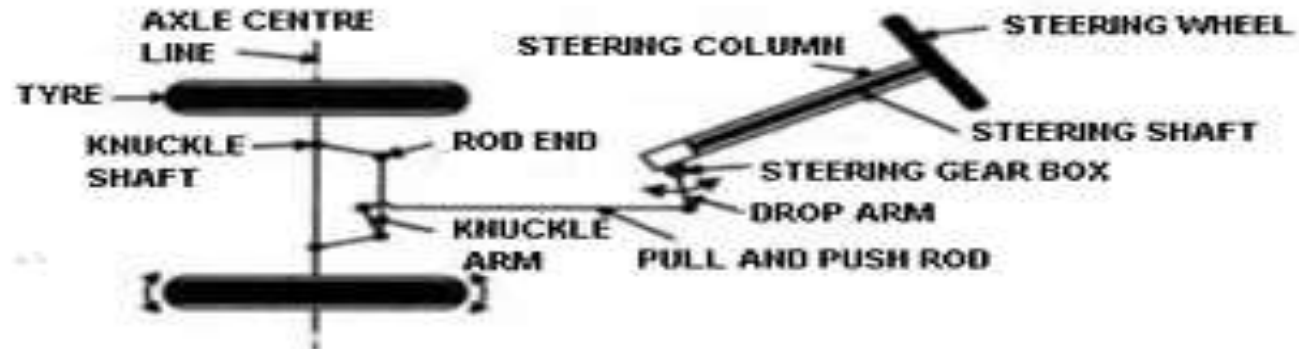 AXLE CENTRE
LINE
STEERING WHEEL
STEERING COLUMN
TYRE
STEERING SHAFT
KNUCKLE
SHAFT
ROD END
STEERING GEAR BOX
DROP ARM
KNUCKLE
ARM
PULL AND PUSH ROD